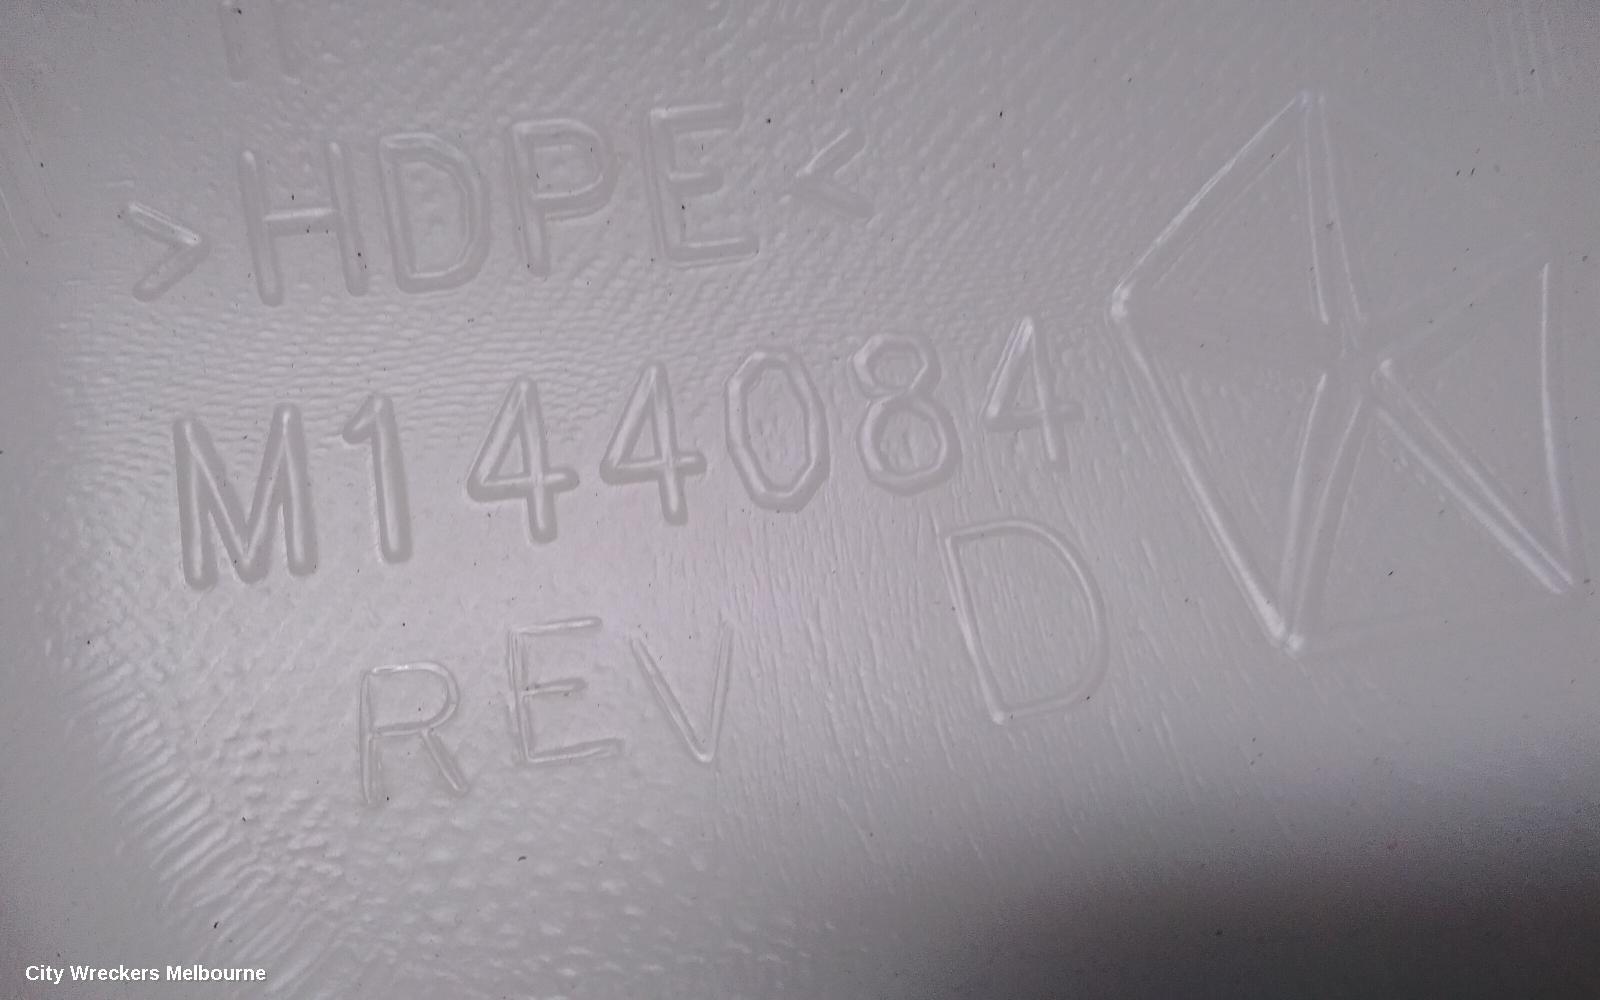 >HDPE<
M144084
REV D
City Wreckers Melbourne